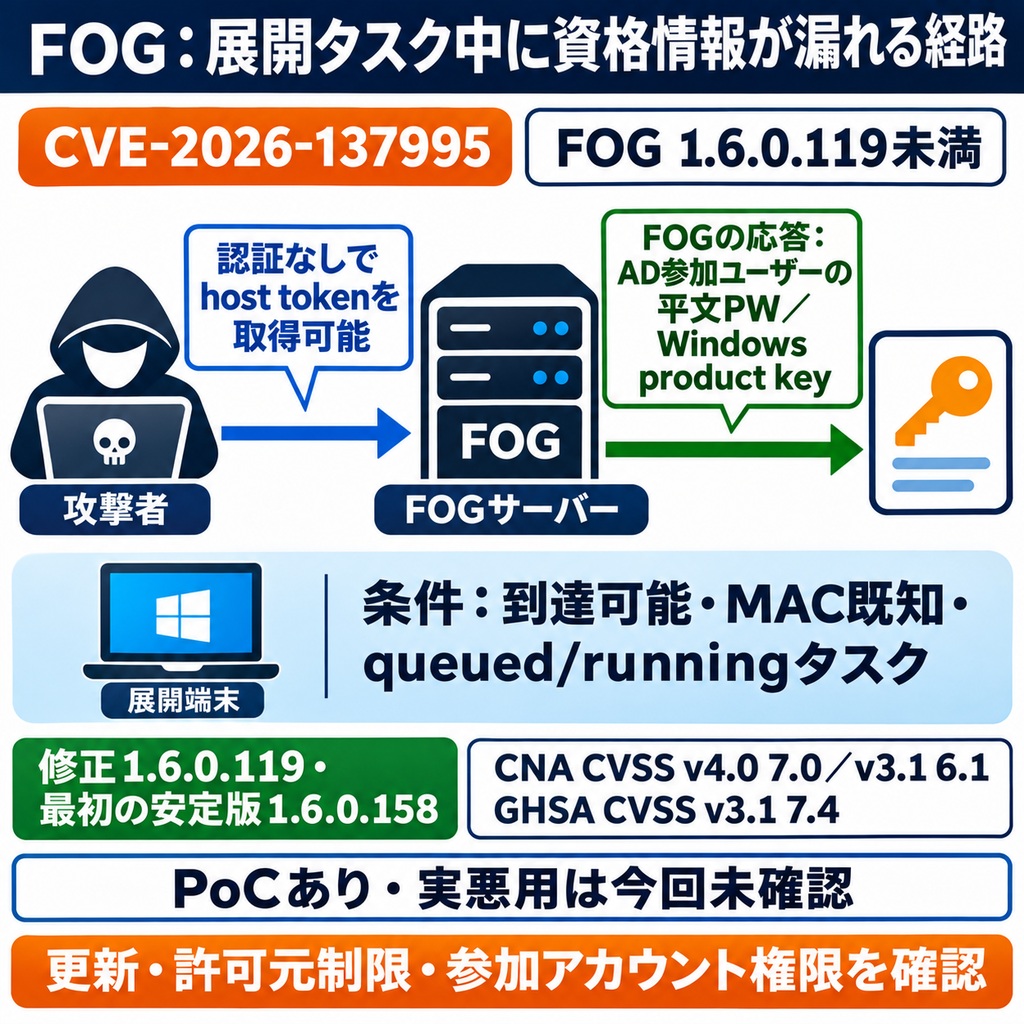 FOG：展開タスク中に資格情報が漏れる経路
CVE-2026-137995
FOG 1.6.0.119未満
認証なしで
host tokenを
取得可能
FOGの応答：
AD参加ユーザーの
平文PW／
Windows
product key
FOG
攻撃者
FOGサーバー
条件：到達可能・MAC既知・
queued/runningタスク
展開端末
修正1.6.0.119・
最初の安定版1.6.0.158
CNA CVSS v4.0 7.0／v3.1 6.1
GHSA CVSS v3.1 7.4
PoCあり・実悪用は今回未確認
更新・許可元制限・参加アカウント権限を確認